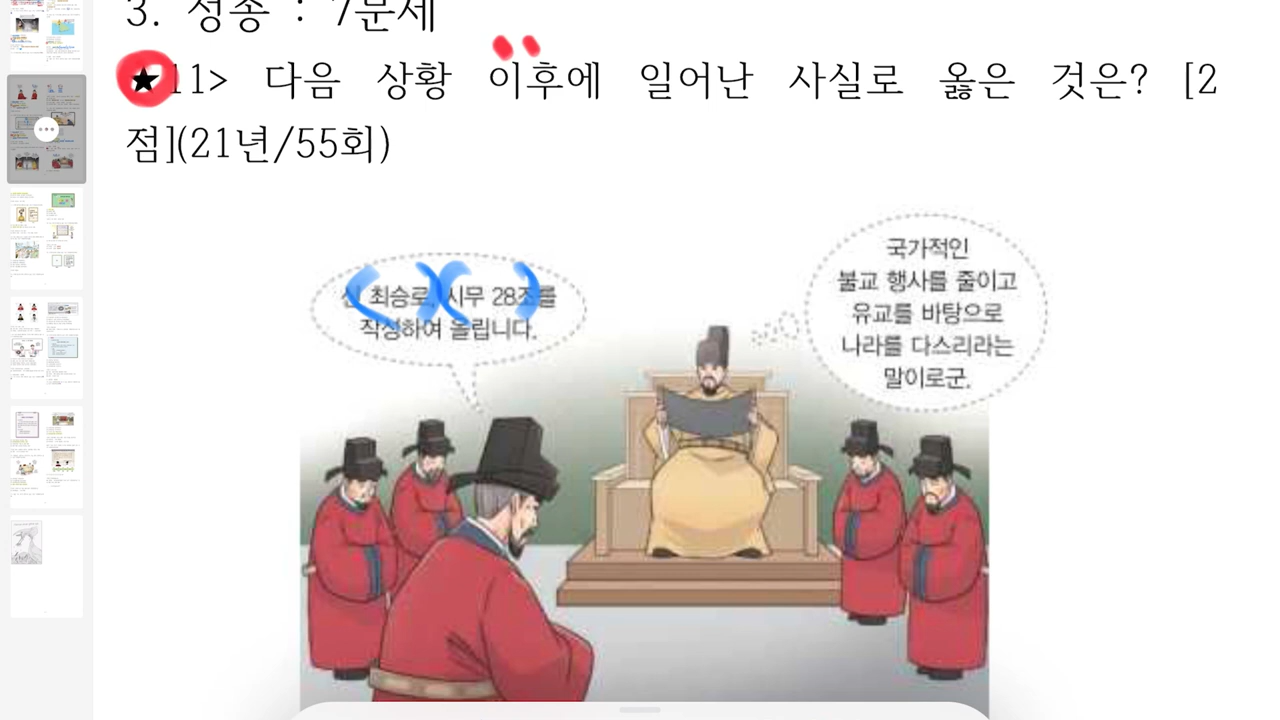 3. 성종 : 7문제
★11> 다음 상황 이후에 일어난 사실로 옳은 것은? [2
점](21년/55회)
신 최승로, 시무 28조를
작성하여 올립니다.
국가적인
불교 행사를 줄이고
유교를 바탕으로
나라를 다스리라는
말이로군.